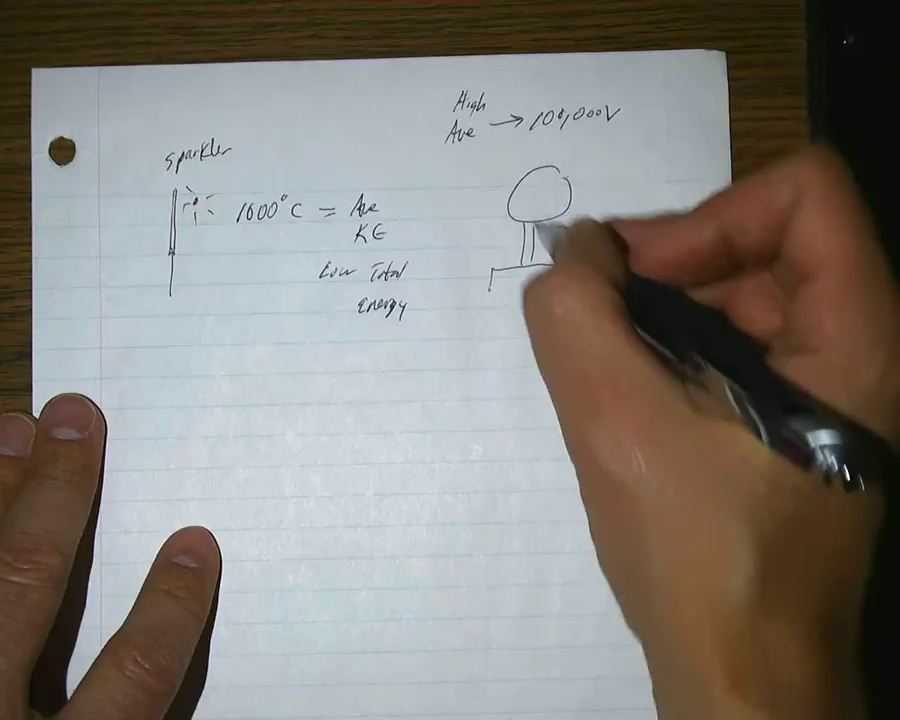 High
Ave → 100,000V
sparkler
1000°C = Ave
KE
Low Total
energy